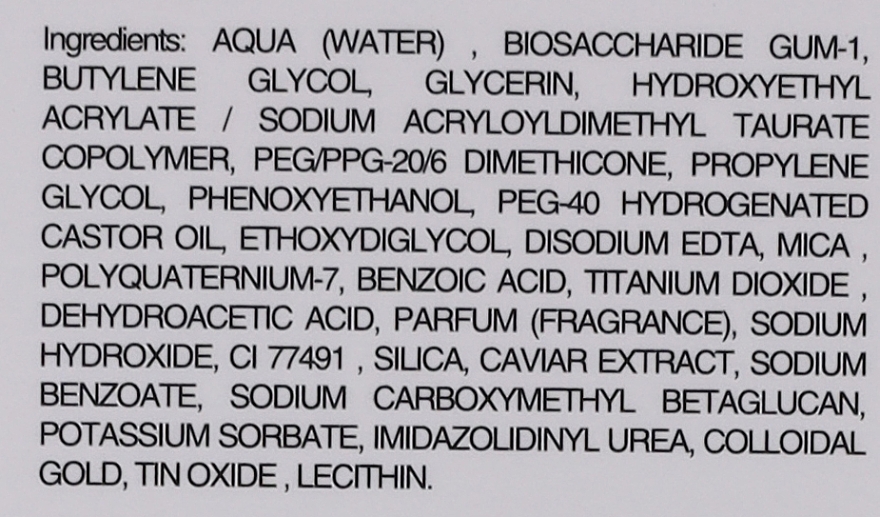 Ingredients: AQUA (WATER) , BIOSACCHARIDE GUM-1,
BUTYLENE GLYCOL, GLYCERIN, HYDROXYETHYL
ACRYLATE / SODIUM ACRYLOYLDIMETHYL TAURATE
COPOLYMER, PEG/PPG-20/6 DIMETHICONE, PROPYLENE
GLYCOL, PHENOXYETHANOL, PEG-40 HYDROGENATED
CASTOR OIL, ETHOXYDIGLYCOL, DISODIUM EDTA, MICA ,
POLYQUATERNIUM-7, BENZOIC ACID, TITANIUM DIOXIDE ,
DEHYDROACETIC ACID, PARFUM (FRAGRANCE), SODIUM
HYDROXIDE, CI 77491 , SILICA, CAVIAR EXTRACT, SODIUM
BENZOATE, SODIUM CARBOXYMETHYL BETAGLUCAN,
POTASSIUM SORBATE, IMIDAZOLIDINYL UREA, COLLOIDAL
GOLD, TIN OXIDE , LECITHIN.